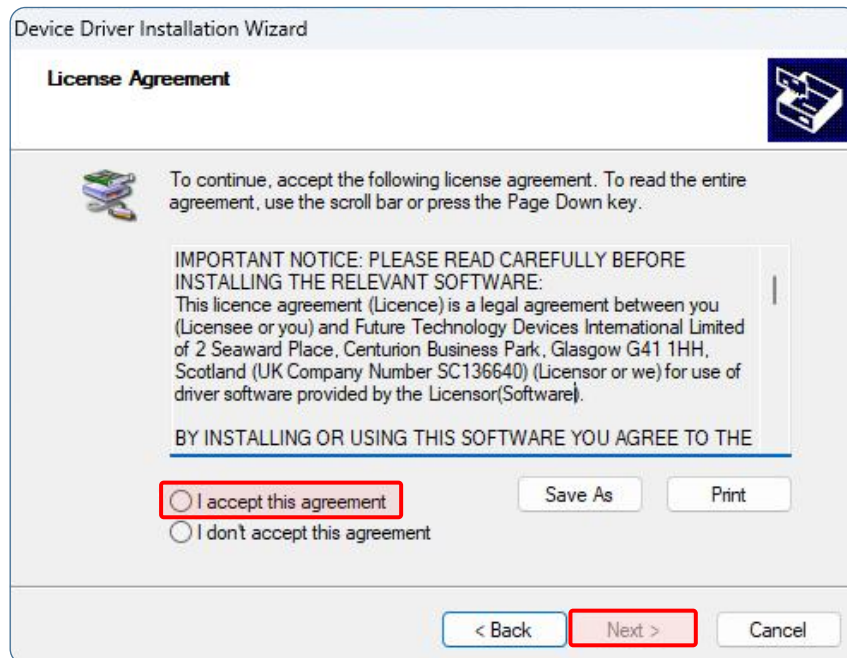 Device Driver Installation Wizard
License Agreement
To continue, accept the following license agreement. To read the entire
agreement, use the scroll bar or press the Page Down key.
IMPORTANT NOTICE: PLEASE READ CAREFULLY BEFORE
INSTALLING THE RELEVANT SOFTWARE:
This licence agreement (Licence) is a legal agreement between you
(Licensee or you) and Future Technology Devices International Limited
of 2 Seaward Place, Centurion Business Park, Glasgow G41 1HH,
Scotland (UK Company Number SC136640) (Licensor or we) for use of
driver software provided by the Licensor(Software).
BY INSTALLING OR USING THIS SOFTWARE YOU AGREE TO THE
I accept this agreement
Save As
Print
I don't accept this agreement
< Back
Next >
Cancel